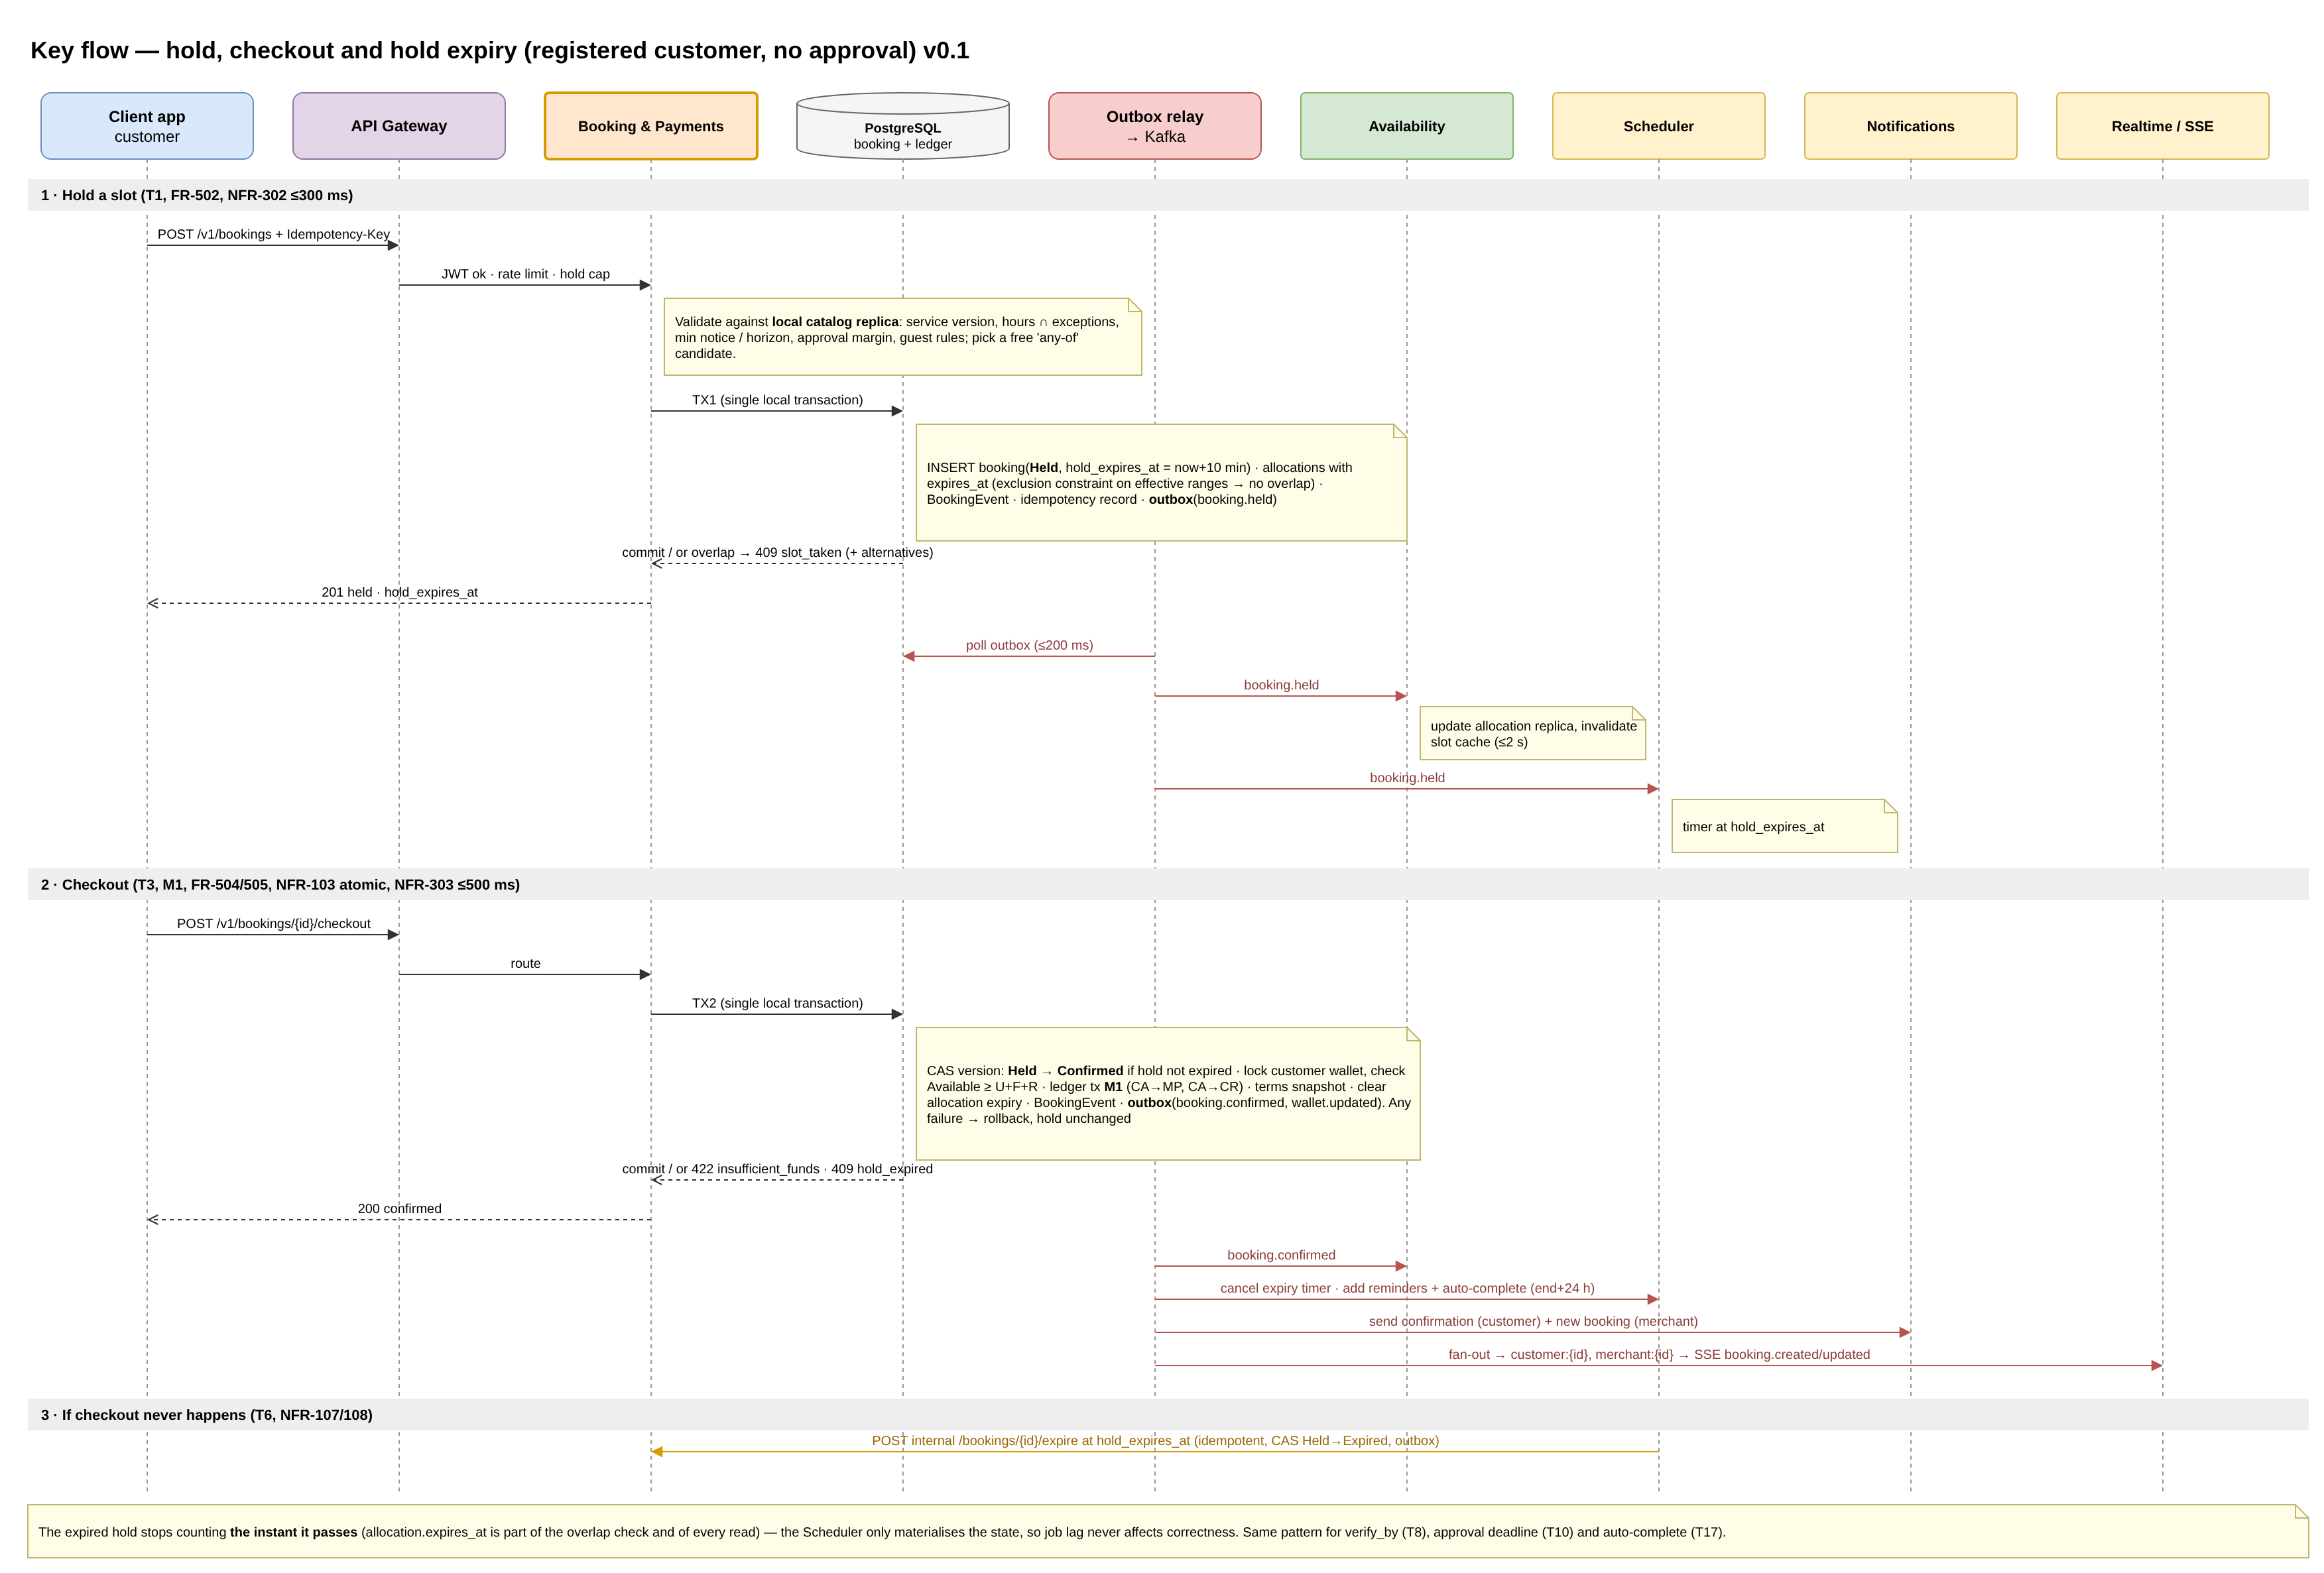 Key flow — hold, checkout and hold expiry (registered customer, no approval) v0.1
Client app
customer
API Gateway
Booking & Payments
PostgreSQL
booking + ledger
Outbox relay
→ Kafka
Availability
Scheduler
Notifications
Realtime / SSE
1 · Hold a slot (T1, FR-502, NFR-302 ≤300 ms)
POST /v1/bookings + Idempotency-Key
JWT ok · rate limit · hold cap
Validate against local catalog replica: service version, hours ∩ exceptions,
min notice / horizon, approval margin, guest rules; pick a free 'any-of'
candidate.
TX1 (single local transaction)
INSERT booking(Held, hold_expires_at = now+10 min) · allocations with
expires_at (exclusion constraint on effective ranges → no overlap) ·
BookingEvent · idempotency record · outbox(booking.held)
commit / or overlap → 409 slot_taken (+ alternatives)
201 held · hold_expires_at
poll outbox (≤200 ms)
booking.held
update allocation replica, invalidate
slot cache (≤2 s)
booking.held
timer at hold_expires_at
2 · Checkout (T3, M1, FR-504/505, NFR-103 atomic, NFR-303 ≤500 ms)
POST /v1/bookings/{id}/checkout
route
TX2 (single local transaction)
CAS version: Held → Confirmed if hold not expired · lock customer wallet, check
Available ≥ U+F+R · ledger tx M1 (CA→MP, CA→CR) · terms snapshot · clear
allocation expiry · BookingEvent · outbox(booking.confirmed, wallet.updated). Any
failure → rollback, hold unchanged
commit / or 422 insufficient_funds · 409 hold_expired
200 confirmed
booking.confirmed
cancel expiry timer · add reminders + auto-complete (end+24 h)
send confirmation (customer) + new booking (merchant)
fan-out → customer:{id}, merchant:{id} → SSE booking.created/updated
3 · If checkout never happens (T6, NFR-107/108)
POST internal /bookings/{id}/expire at hold_expires_at (idempotent, CAS Held→Expired, outbox)
The expired hold stops counting the instant it passes (allocation.expires_at is part of the overlap check and of every read) — the Scheduler only materialises the state, so job lag never affects correctness. Same pattern for verify_by (T8), approval deadline (T10) and auto-complete (T17).